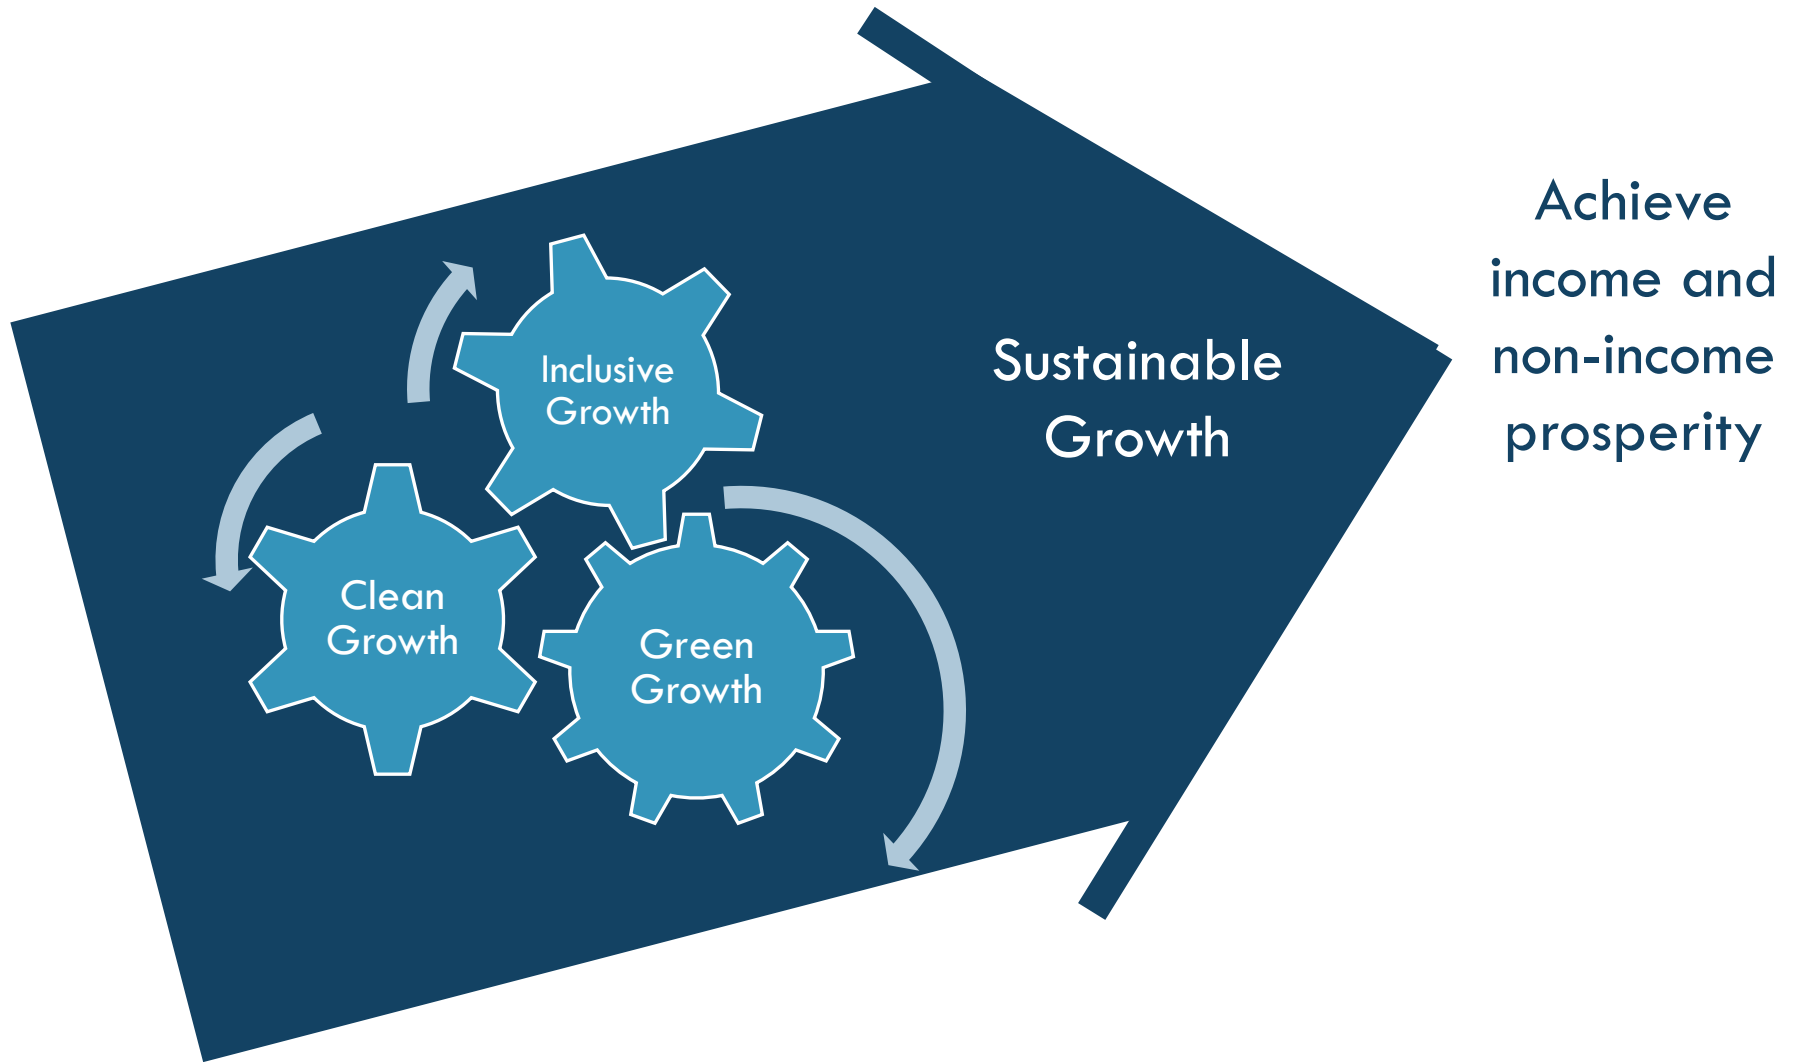 Inclusive
Growth
Clean
Growth
Green
Growth
Sustainable
Growth
Achieve
income and
non-income
prosperity